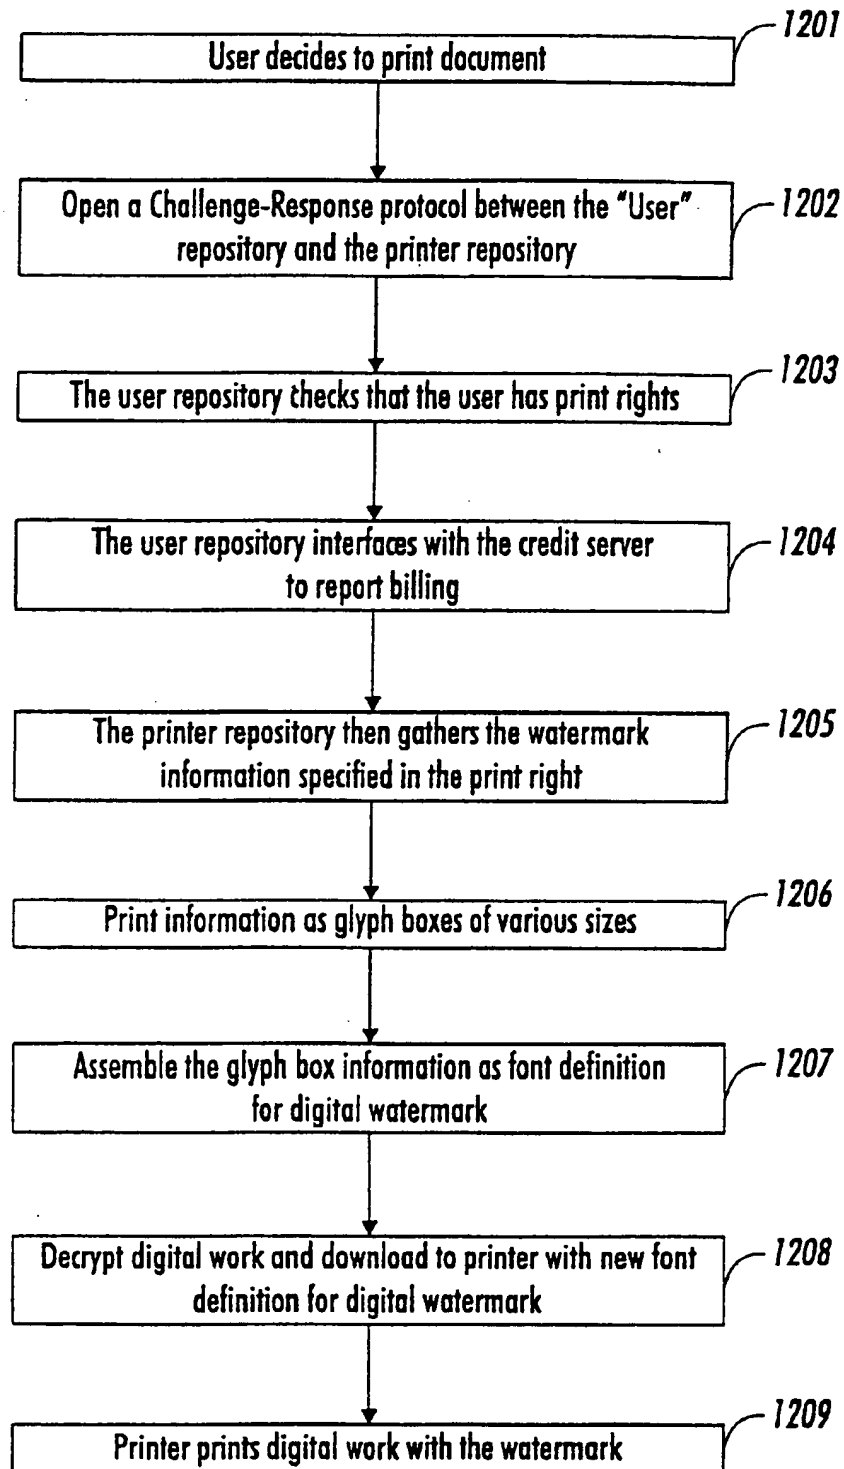 1201
User decides to print document
Open a Challenge-Response protocol between the "User"
repository and the printer repository
1202
The user repository checks that the user has print rights
1203
The user repository interfaces with the credit server
to report billing
1204
The printer repository then gathers the watermark
information specified in the print right
1205
Print information as glyph boxes of various sizes
1206
Assemble the glyph box information as font definition
for digital watermark
1207
Decrypt digital work and download to printer with new font
definition for digital watermark
1208
Printer prints digital work with the watermark
1209